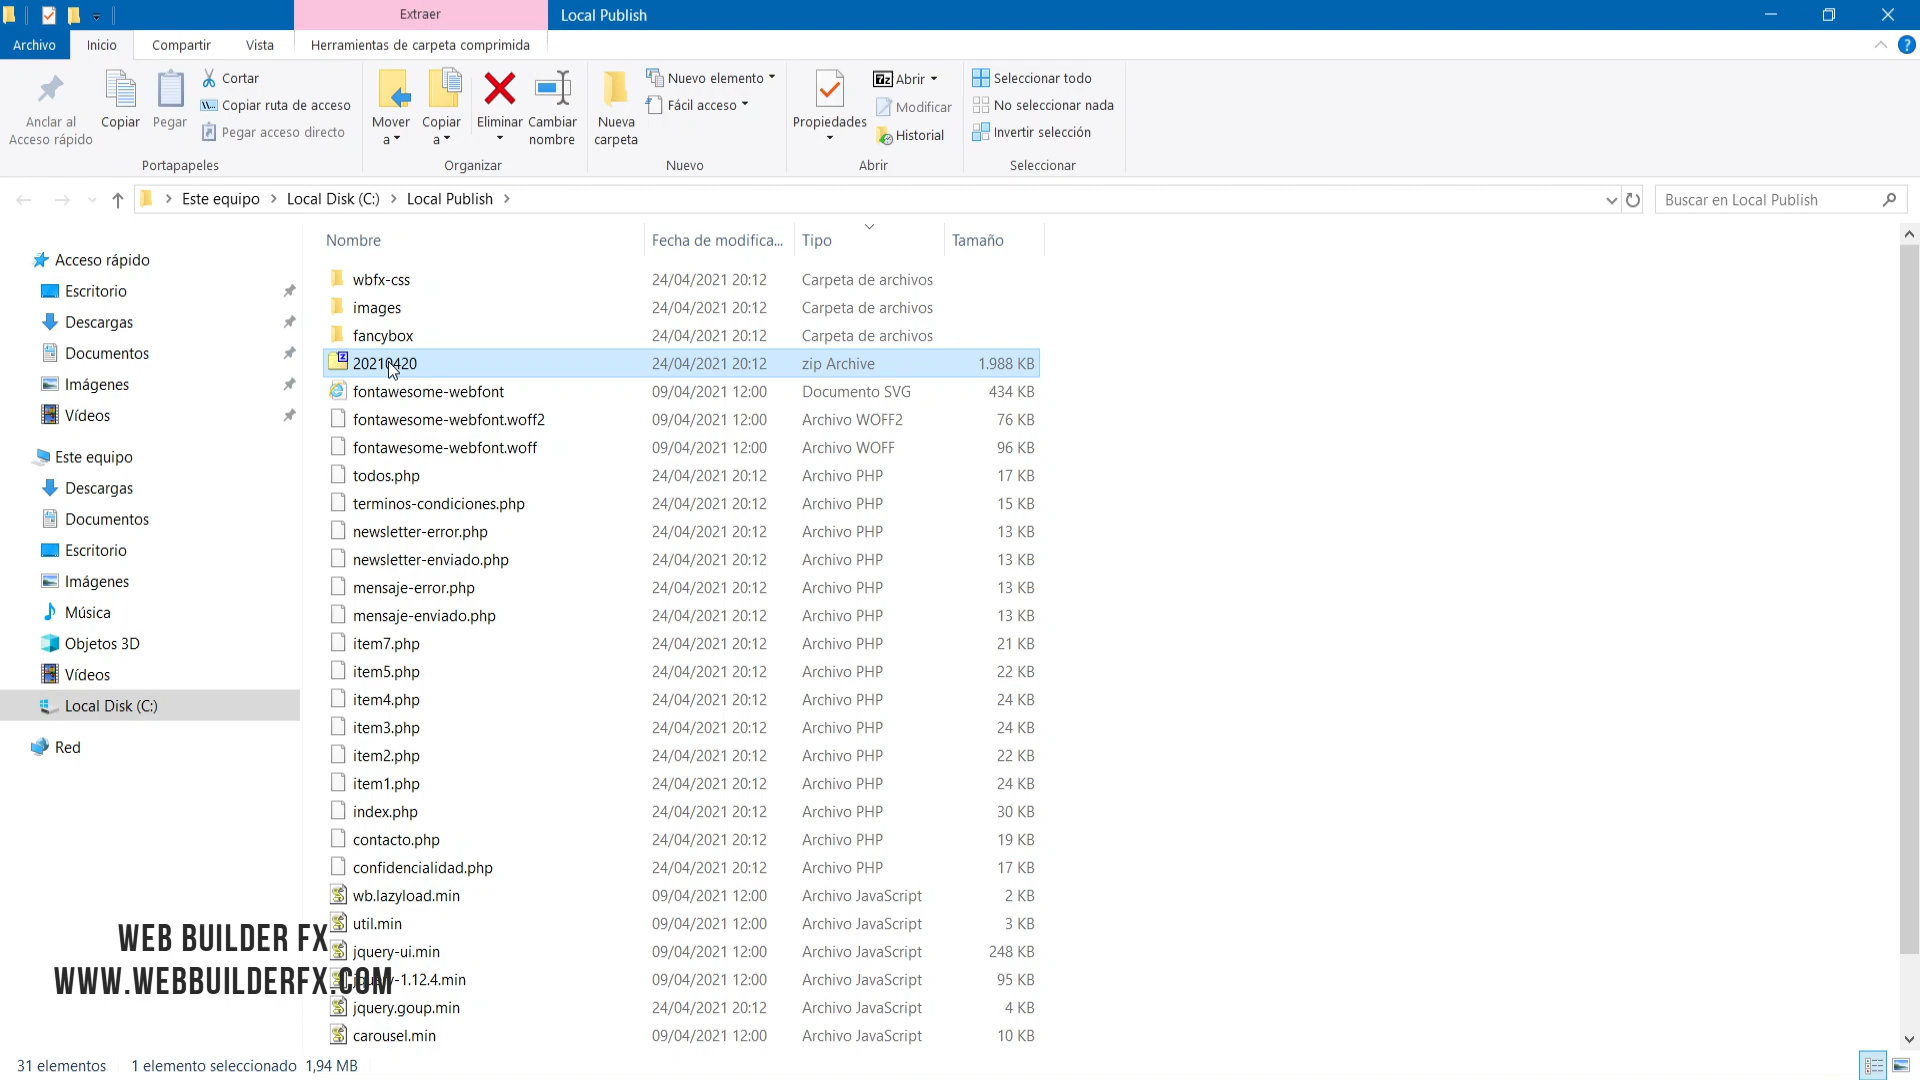 Extraer
Local Publish
Archivo
Inicio
Compartir
Vista
Herramientas de carpeta comprimida
Anclar al
Acceso rápido
Copiar
Pegar
Cortar
Copiar ruta de acceso
Pegar acceso directo
Portapapeles
Mover
a
Copiar
a
Eliminar
Cambiar
nombre
Organizar
Nueva
carpeta
Nuevo elemento
Fácil acceso
Nuevo
Propiedades
Abrir
Modificar
Historial
Abrir
Seleccionar todo
No seleccionar nada
Invertir selección
Seleccionar
Este equipo > Local Disk (C:) > Local Publish >
Buscar en Local Publish
Acceso rápido
Escritorio
Descargas
Documentos
Imágenes
Vídeos
Este equipo
Descargas
Documentos
Escritorio
Imágenes
Música
Objetos 3D
Vídeos
Local Disk (C:)
Red
Nombre Fecha de modifica... Tipo Tamaño
wbfx-css 24/04/2021 20:12 Carpeta de archivos
images 24/04/2021 20:12 Carpeta de archivos
fancybox 24/04/2021 20:12 Carpeta de archivos
20210420 24/04/2021 20:12 zip Archive 1.988 KB
fontawesome-webfont 09/04/2021 12:00 Documento SVG 434 KB
fontawesome-webfont.woff2 09/04/2021 12:00 Archivo WOFF2 76 KB
fontawesome-webfont.woff 09/04/2021 12:00 Archivo WOFF 96 KB
todos.php 24/04/2021 20:12 Archivo PHP 17 KB
terminos-condiciones.php 24/04/2021 20:12 Archivo PHP 15 KB
newsletter-error.php 24/04/2021 20:12 Archivo PHP 13 KB
newsletter-enviado.php 24/04/2021 20:12 Archivo PHP 13 KB
mensaje-error.php 24/04/2021 20:12 Archivo PHP 13 KB
mensaje-enviado.php 24/04/2021 20:12 Archivo PHP 13 KB
item7.php 24/04/2021 20:12 Archivo PHP 21 KB
item5.php 24/04/2021 20:12 Archivo PHP 22 KB
item4.php 24/04/2021 20:12 Archivo PHP 24 KB
item3.php 24/04/2021 20:12 Archivo PHP 24 KB
item2.php 24/04/2021 20:12 Archivo PHP 22 KB
item1.php 24/04/2021 20:12 Archivo PHP 24 KB
index.php 24/04/2021 20:12 Archivo PHP 30 KB
contacto.php 24/04/2021 20:12 Archivo PHP 19 KB
confidencialidad.php 24/04/2021 20:12 Archivo PHP 17 KB
wb.lazyload.min 09/04/2021 12:00 Archivo JavaScript 2 KB
util.min 09/04/2021 12:00 Archivo JavaScript 3 KB
jquery-ui.min 09/04/2021 12:00 Archivo JavaScript 248 KB
jquery-1.12.4.min 09/04/2021 12:00 Archivo JavaScript 95 KB
jquery.goup.min 24/04/2021 20:12 Archivo JavaScript 4 KB
carousel.min 09/04/2021 12:00 Archivo JavaScript 10 KB
WEB BUILDER FX
WWW.WEBBUILDERFX.COM
31 elementos 1 elemento seleccionado 1,94 MB